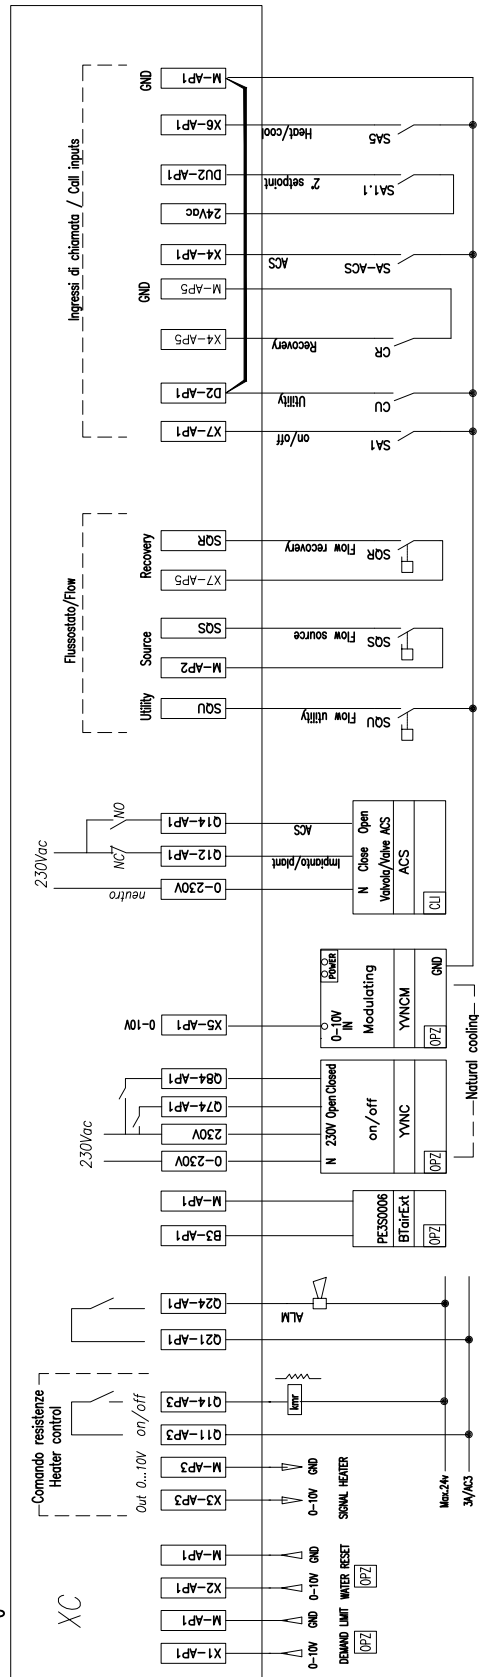 Ingressi di chiamata / Call inputs
GND
M-AP1
X6-AP1
Heat/cool
SA5
DU2-AP1
2° setpoint
SA1.1
24Vac
X4-AP1
ACS
SA-ACS
GND
M-AP5
X4-AP5
Recovery
CR
D2-AP1
Utility
CU
X7-AP1
on/off
SA1
Flussostato/Flow
Recovery
SQR
Flow recovery
SQR
X7-AP5
Source
SQS
Flow source
SQS
M-AP2
Utility
SQU
Flow utility
SQU
230Vac
NO
Q14-AP1
ACS
NC
Q12-AP1
Impianto/plant
neutro
0-230V
N Close Open
Valvola/Valve ACS
ACS
CLI
0-10V
X5-AP1
POWER
0-10V
IN
Modulating
YVNCM
GND
OPZ
Natural cooling
230Vac
Q84-AP1
Q74-AP1
230V
0-230V
N 230V Open Closed
on/off
YVNC
OPZ
M-AP1
B3-AP1
PE3S0006
BTairExt
OPZ
Q24-AP1
ALM
Q21-AP1
Comando resistenze
Heater control
on/off
Q14-AP3
kmr
Q11-AP3
Out 0...10V
M-AP3
GND
X3-AP3
0-10V
SIGNAL HEATER
Max.24v
3A/AC3
XC
M-AP1
GND
X2-AP1
0-10V
WATER RESET
OPZ
M-AP1
GND
X1-AP1
0-10V
DEMAND LIMIT
OPZ